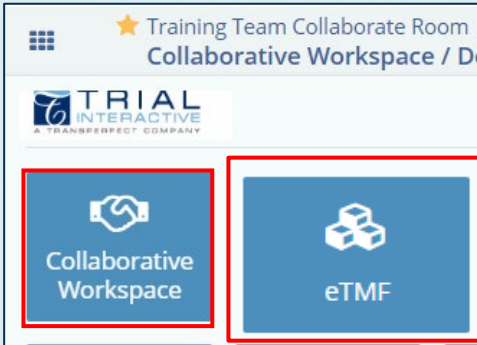 Training Team Collaborate Room
Collaborative Workspace / D
TRIAL
INTERACTIVE
A TRANSPERFECT COMPANY
Collaborative
Workspace
eTMF